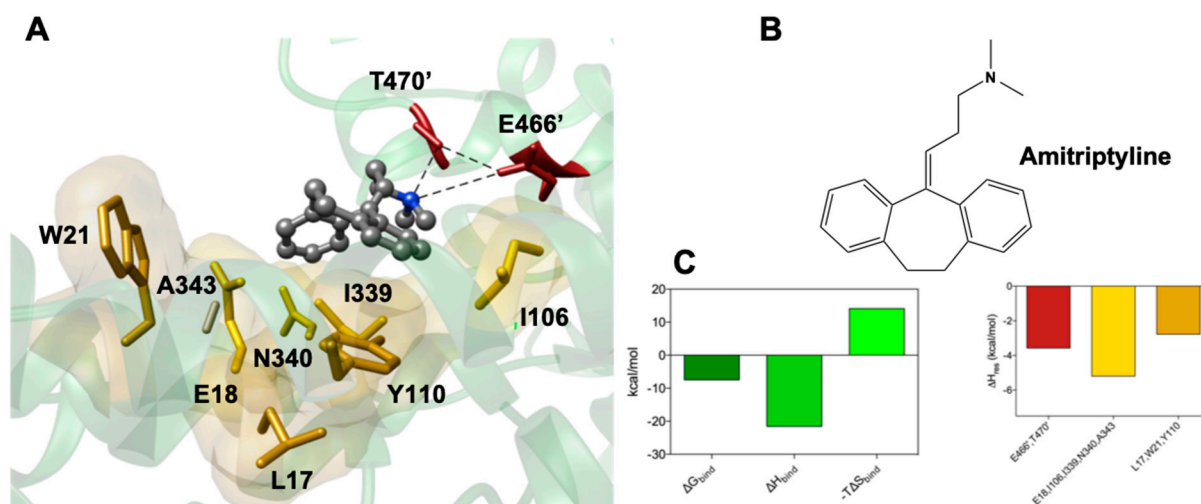 A
T470’
E466’
W21
A343
I339
I106
N340
E18
Y110
L17
B
N
Amitriptyline
C
kcal/mol
20
10
0
-10
-20
-30
ΔGbind
ΔHbind
-TΔSbind
ΔHres (kcal/mol)
0
-2
-4
-6
E466',T470'
E18,I106,I339,N340,A343
L17,W21,Y110